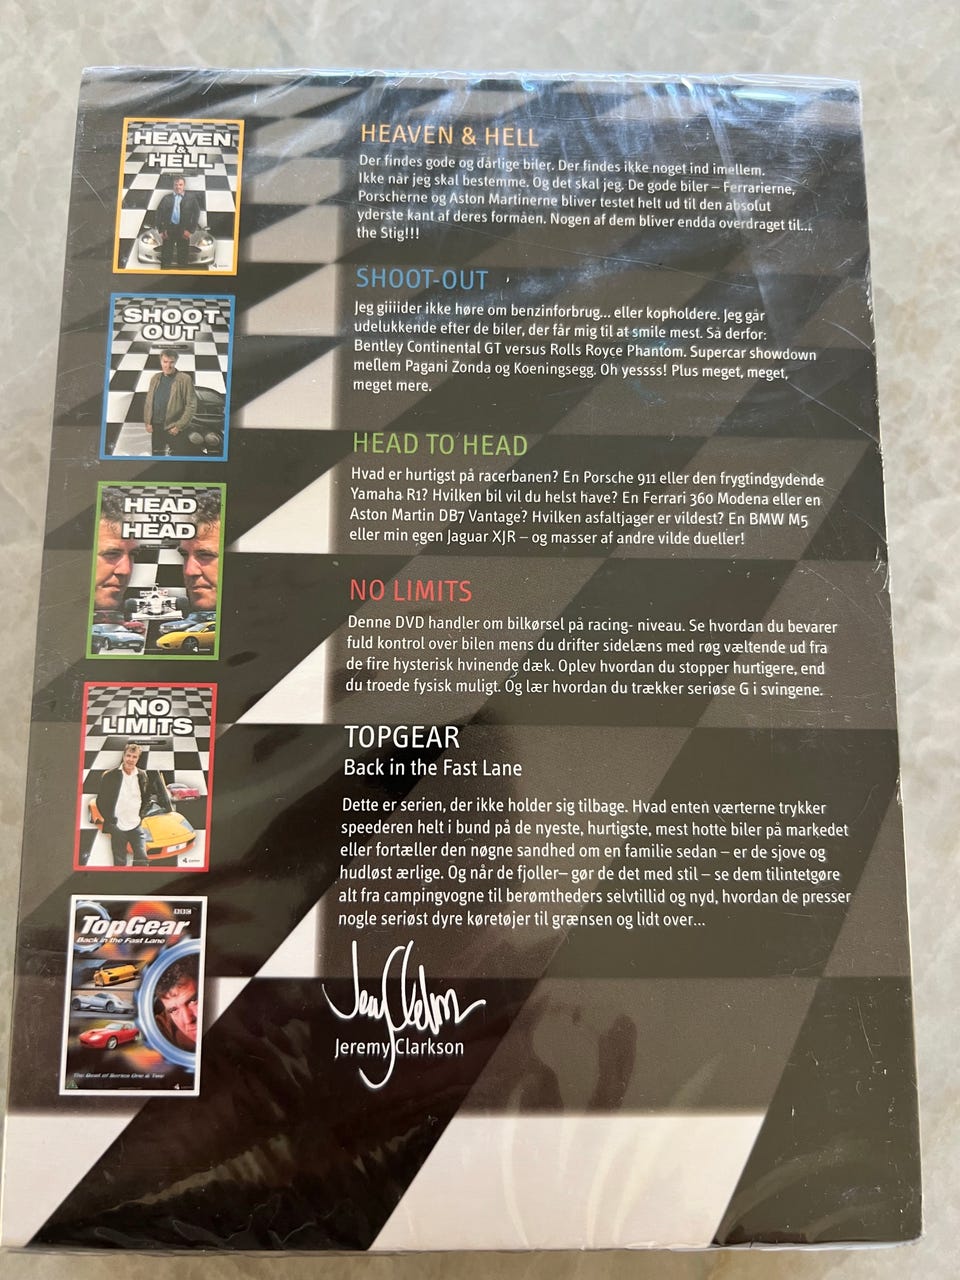 HEAVEN
&
HELL
HEAVEN & HELL
Der findes gode og dårlige biler. Der findes ikke noget ind imellem.
Ikke når jeg skal bestemme. Og det skal jeg. De gode biler – Ferrarierne,
Porscherne og Aston Martinerne bliver testet helt ud til den absolut
yderste kant af deres formåen. Nogen af dem bliver endda overdraget til...
the Stig!!!
SHOOT
OUT
SHOOT-OUT
Jeg giiiider ikke høre om benzinforbrug... eller kopholdere. Jeg går
udelukkende efter de biler, der får mig til at smile mest. Så derfor:
Bentley Continental GT versus Rolls Royce Phantom. Supercar showdown
mellem Pagani Zonda og Koeningsegg. Oh yessss! Plus meget, meget,
meget mere.
HEAD
TO
HEAD
HEAD TO HEAD
Hvad er hurtigst på racerbanen? En Porsche 911 eller den frygtindgydende
Yamaha R1? Hvilken bil vil du helst have? En Ferrari 360 Modena eller en
Aston Martin DB7 Vantage? Hvilken asfaltjager er vildest? En BMW M5
eller min egen Jaguar XJR – og masser af andre vilde dueller!
NO
LIMITS
NO LIMITS
Denne DVD handler om bilkørsel på racing- niveau. Se hvordan du bevarer
fuld kontrol over bilen mens du drifter sidelæns med røg væltende ud fra
de fire hysterisk hvinende dæk. Oplev hvordan du stopper hurtigere, end
du troede fysisk muligt. Og lær hvordan du trækker seriøse G i svingene.
BBC
TopGear
Back in the Fast Lane
The Best of Series One & Two
TOPGEAR
Back in the Fast Lane
Dette er serien, der ikke holder sig tilbage. Hvad enten værterne trykker
speederen helt i bund på de nyeste, hurtigste, mest hotte biler på markedet
eller fortæller den nøgne sandhed om en familie sedan – er de sjove og
hudløst ærlige. Og når de fjoller– gør de det med stil – se dem tilintetgøre
alt fra campingvogne til berømtheders selvtillid og nyd, hvordan de presser
nogle seriøst dyre køretøjer til grænsen og lidt over...
Jeremy Clarkson